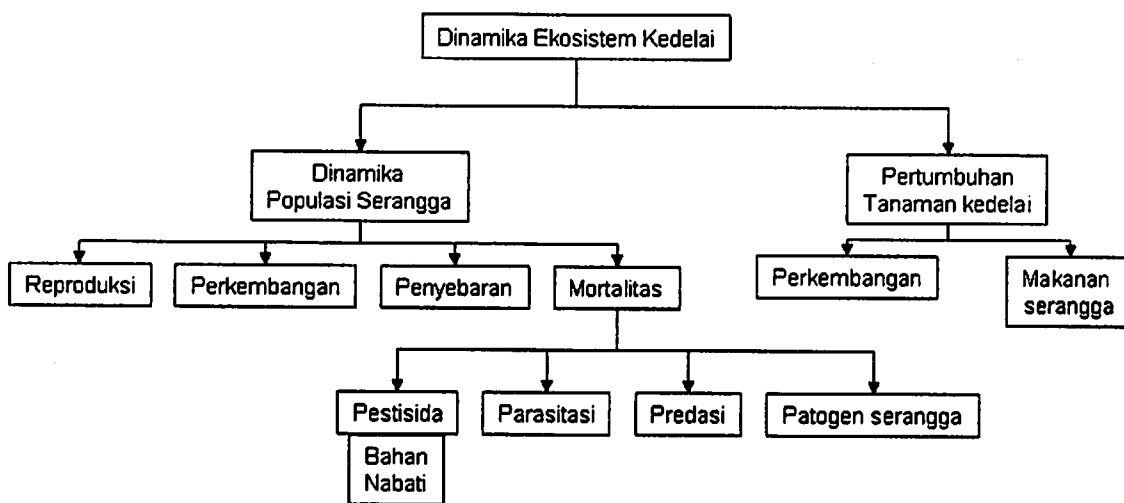 Dinamika Ekosistem Kedelai
Dinamika
Populasi Serangga
Pertumbuhan
Tanaman kedelai
Reproduksi
Perkembangan
Penyebaran
Mortalitas
Perkembangan
Makanan
serangga
Pestisida
Parasitasi
Predasi
Patogen serangga
Bahan
Nabati